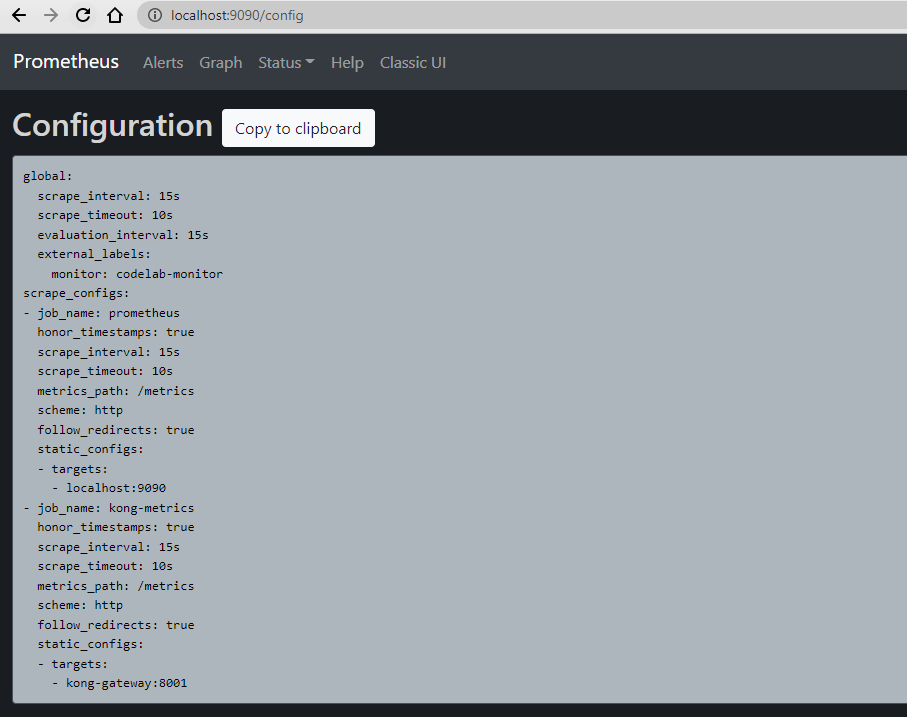 localhost:9090/config
Prometheus Alerts Graph Status Help Classic UI
Configuration Copy to clipboard
global:
  scrape_interval: 15s
  scrape_timeout: 10s
  evaluation_interval: 15s
  external_labels:
    monitor: codelab-monitor
scrape_configs:
- job_name: prometheus
  honor_timestamps: true
  scrape_interval: 15s
  scrape_timeout: 10s
  metrics_path: /metrics
  scheme: http
  follow_redirects: true
  static_configs:
  - targets:
    - localhost:9090
- job_name: kong-metrics
  honor_timestamps: true
  scrape_interval: 15s
  scrape_timeout: 10s
  metrics_path: /metrics
  scheme: http
  follow_redirects: true
  static_configs:
  - targets:
    - kong-gateway:8001